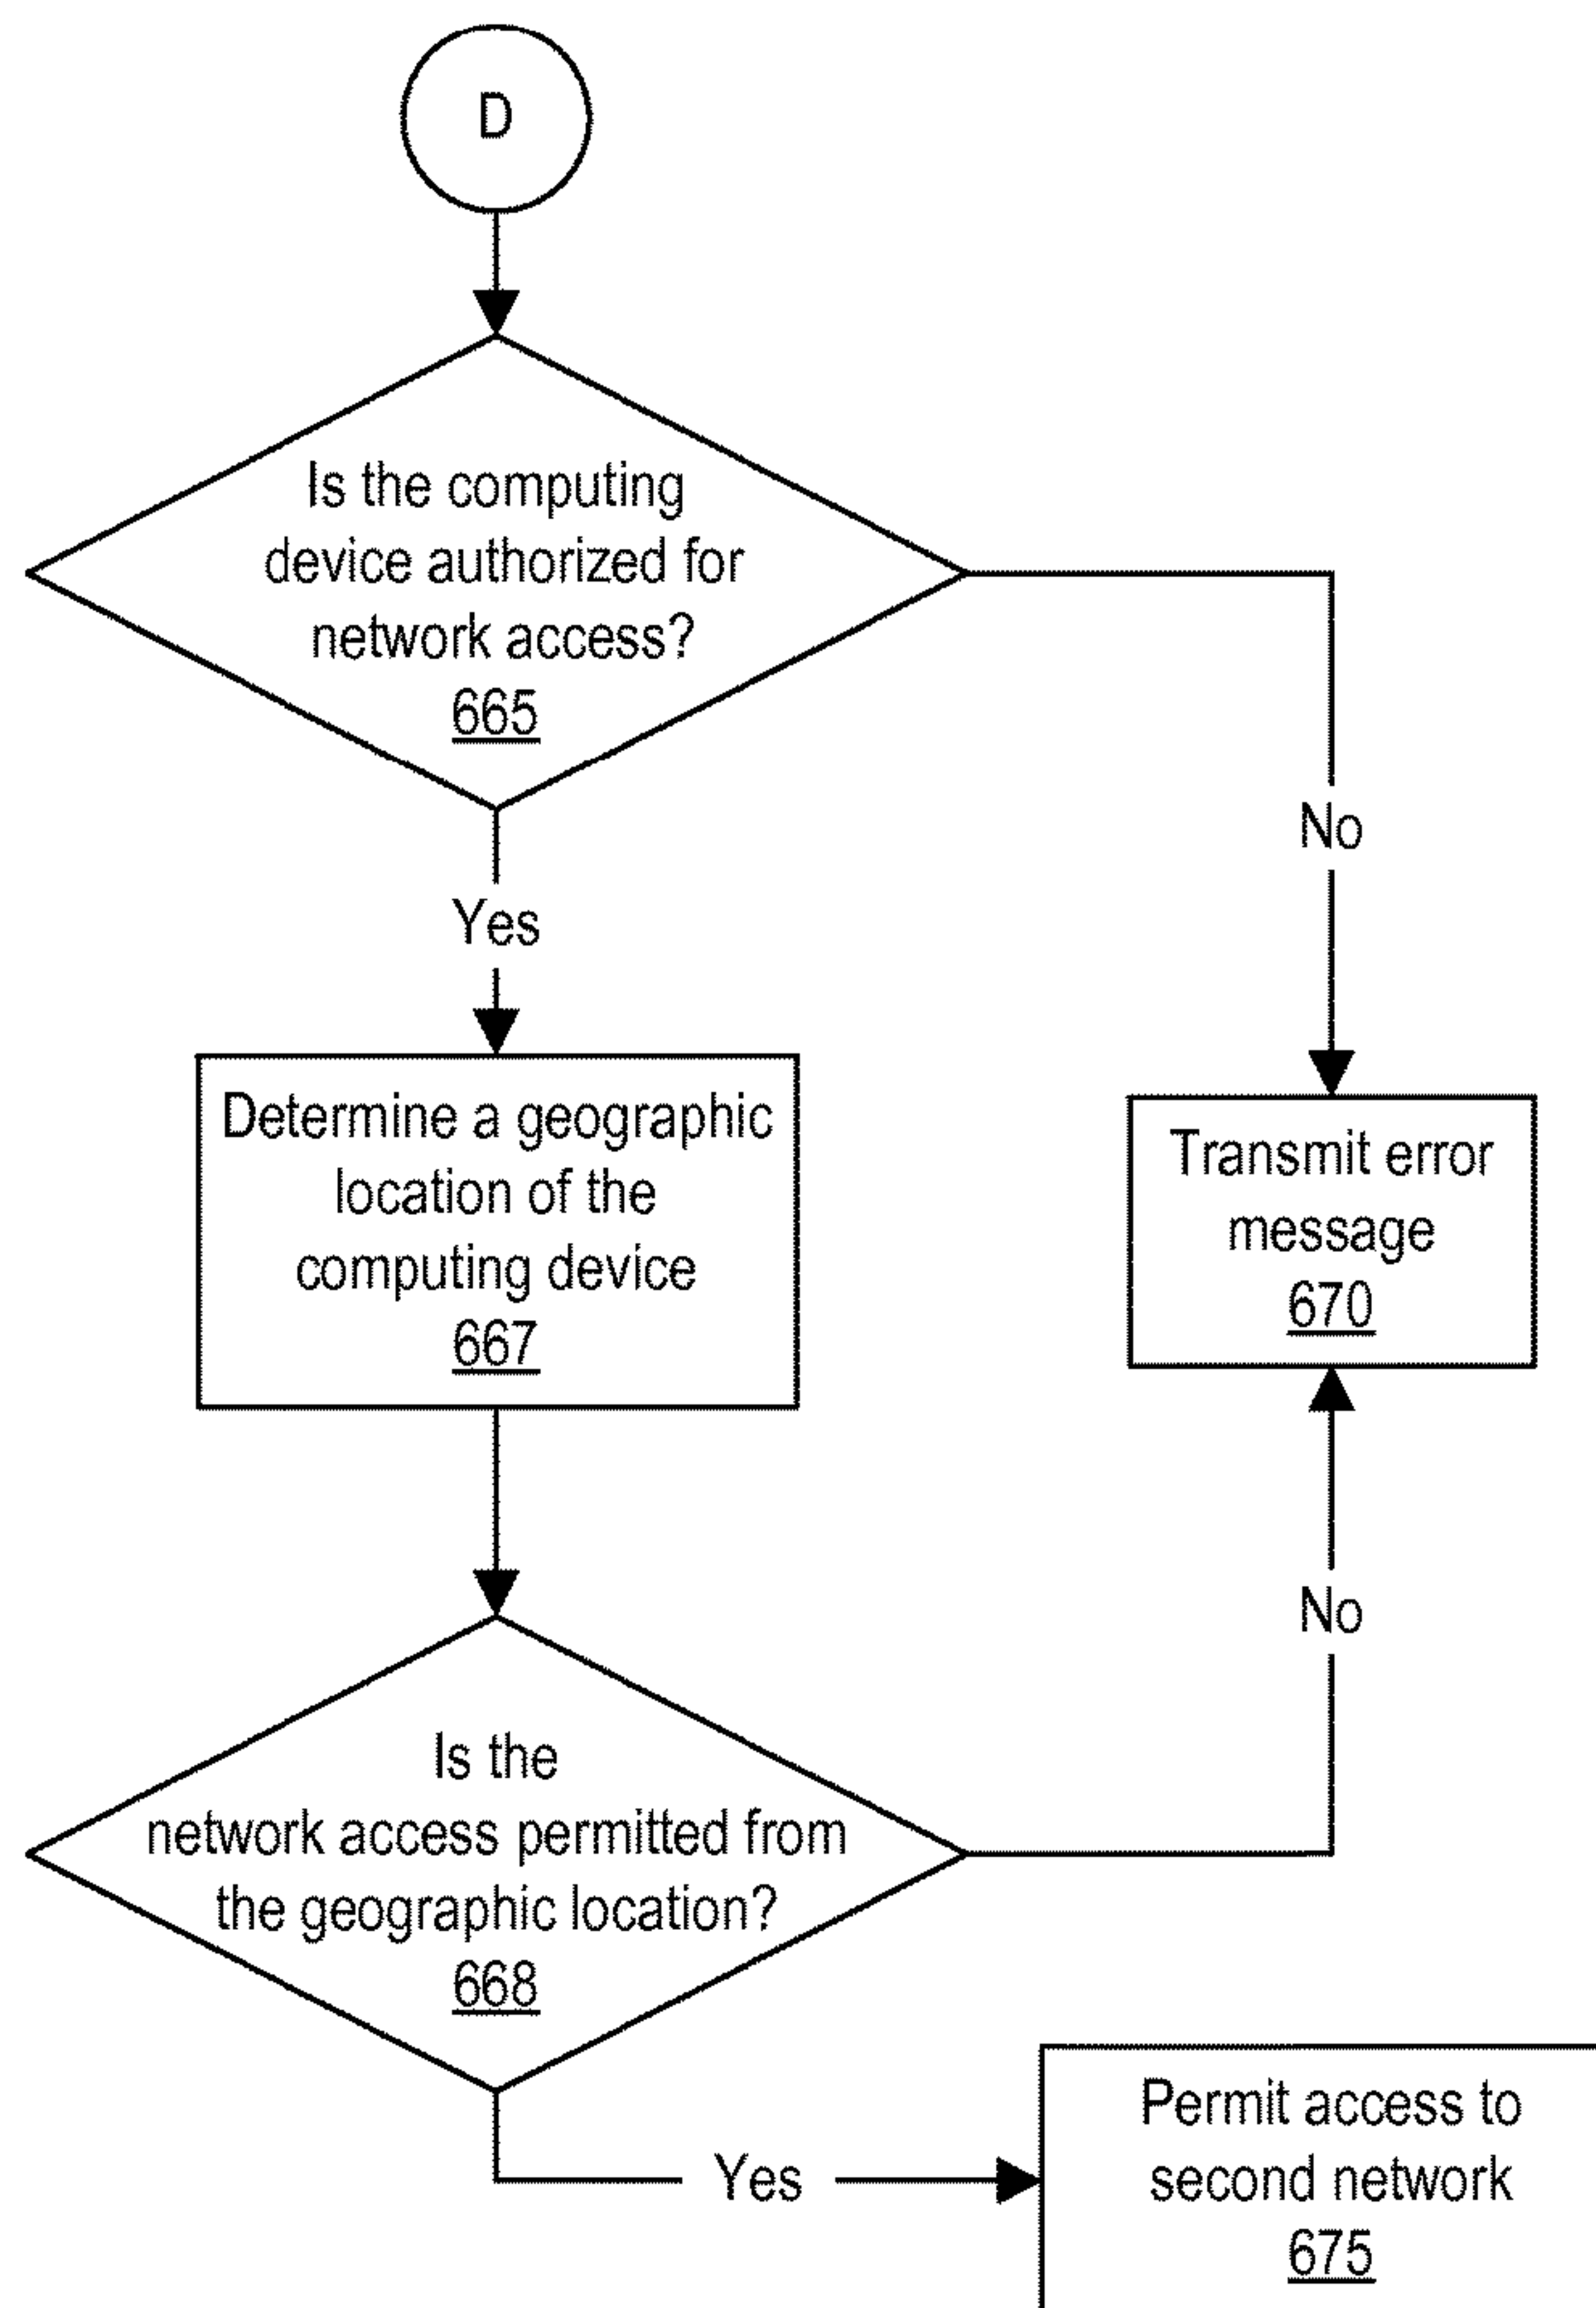 D
Is the computing
device authorized for
network access?
665
No
Yes
Determine a geographic
location of the
computing device
667
Transmit error
message
670
No
Is the
network access permitted from
the geographic location?
668
Yes
Permit access to
second network
675